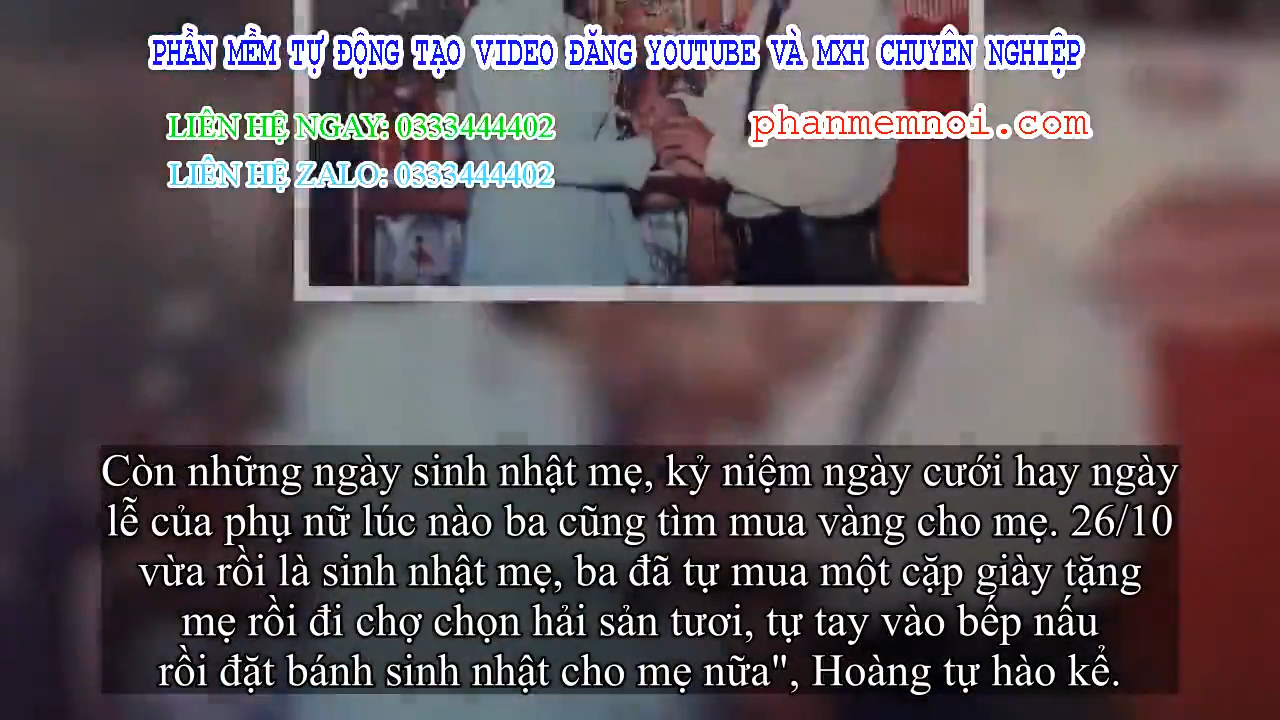 PHẦN MỀM TỰ ĐỘNG TẠO VIDEO ĐĂNG YOUTUBE VÀ MXH CHUYÊN NGHIỆP
LIÊN HỆ NGAY: 0333444402
phanmemnoi.com
LIÊN HỆ ZALO: 0333444402
Còn những ngày sinh nhật mẹ, kỷ niệm ngày cưới hay ngày
lễ của phụ nữ lúc nào ba cũng tìm mua vàng cho mẹ. 26/10
vừa rồi là sinh nhật mẹ, ba đã tự mua một cặp giày tặng
mẹ rồi đi chợ chọn hải sản tươi, tự tay vào bếp nấu
rồi đặt bánh sinh nhật cho mẹ nữa", Hoàng tự hào kể.